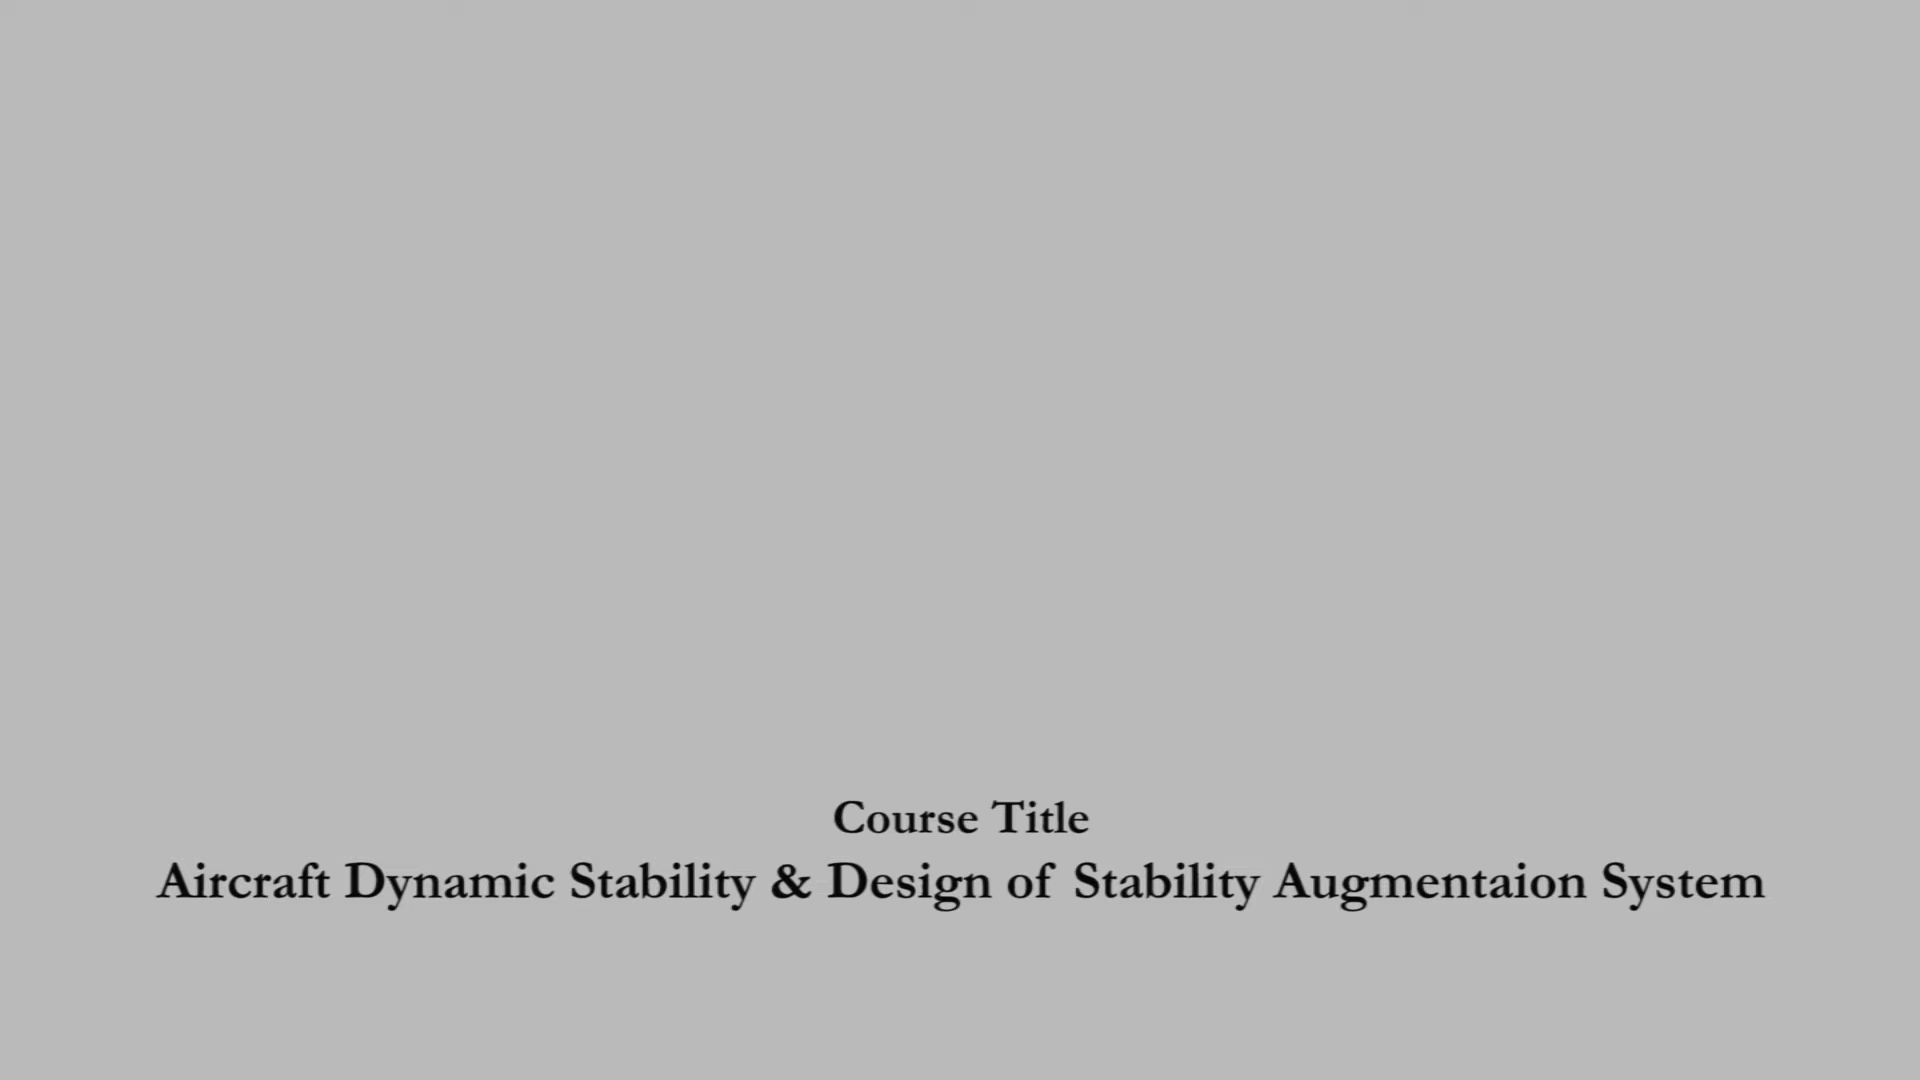 Course Title
Aircraft Dynamic Stability & Design of Stability Augmentaion System